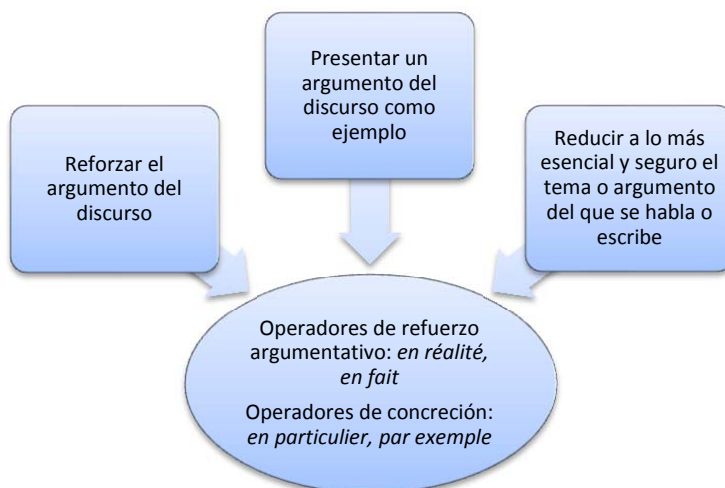 Reforzar el
argumento del
discurso
Presentar un
argumento del
discurso como
ejemplo
Reducir a lo más
esencial y seguro el
tema o argumento
del que se habla o
escribe
Operadores de refuerzo
argumentativo: en réalité,
en fait
Operadores de concreción:
en particulier, par exemple